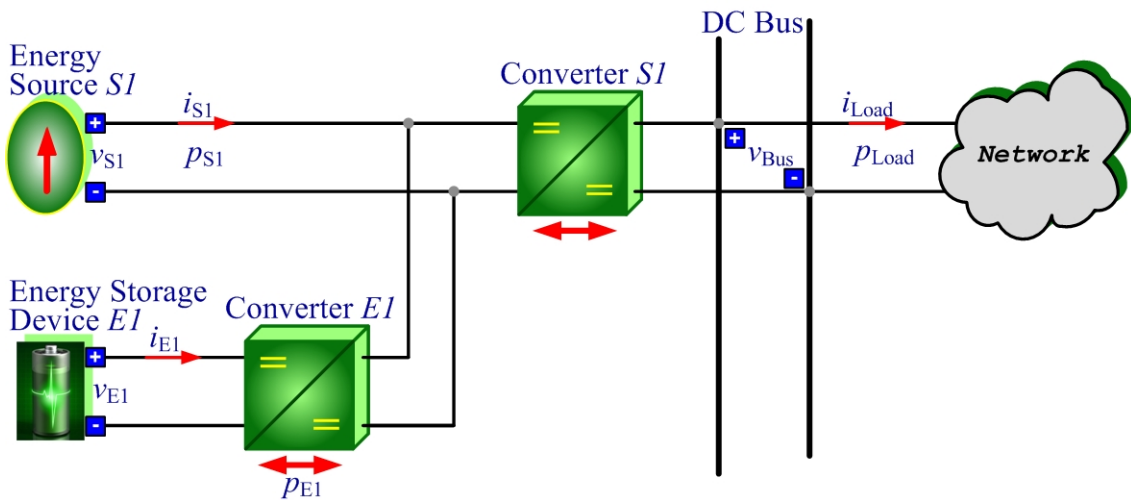 DC Bus
Energy
Source S1
Converter S1
iS1
iLoad
+
vS1
pS1
+
vBus
pLoad
Network
-
-
=
=
Energy Storage
Device E1
Converter E1
iE1
+
vE1
=
=
-
pE1